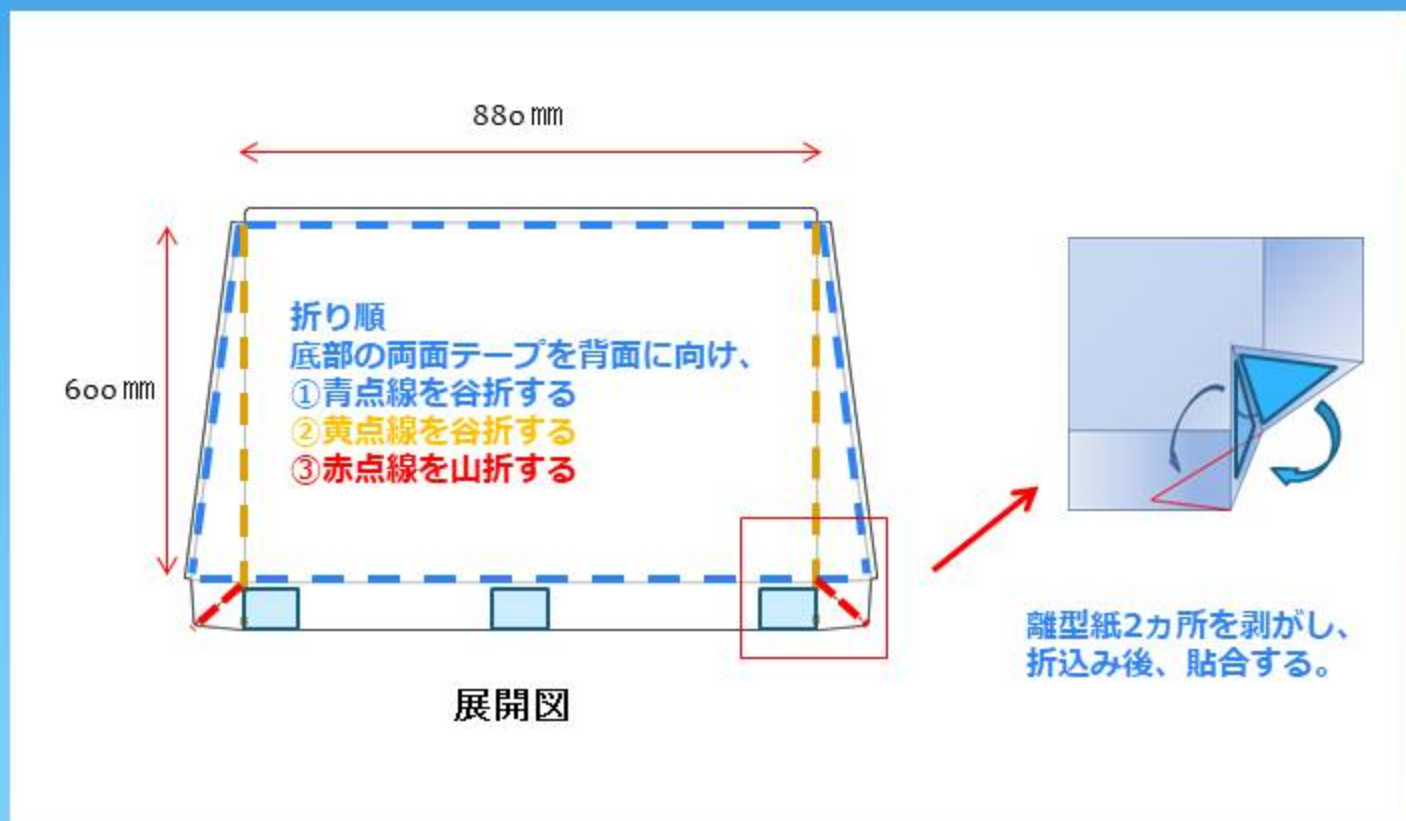 880㎜
600㎜
折り順
底部の両面テープを背面に向け、
①青点線を谷折する
②黄点線を谷折する
③赤点線を山折する
離型紙2カ所を剥がし、
折込み後、貼合する。
展開図